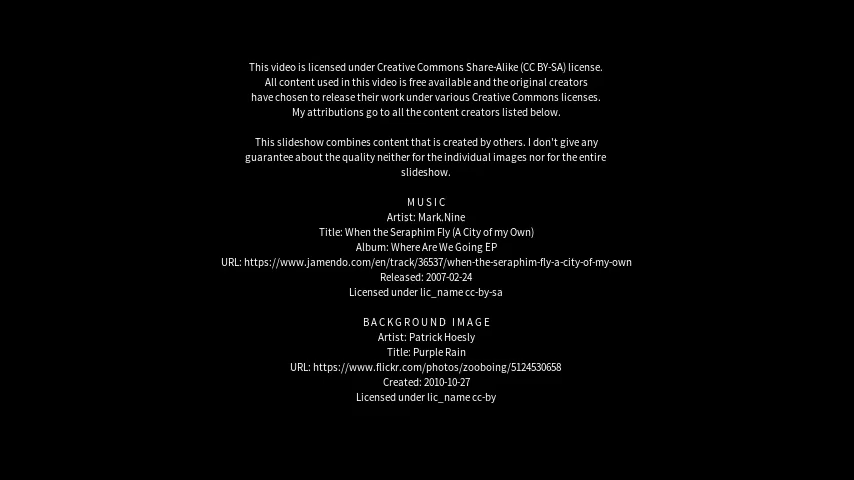 This video is licensed under Creative Commons Share-Alike (CC BY-SA) license.
All content used in this video is free available and the original creators
have chosen to release their work under various Creative Commons licenses.
My attributions go to all the content creators listed below.
This slideshow combines content that is created by others. I don't give any
guarantee about the quality neither for the individual images nor for the entire
slideshow.
MUSIC
Artist: Mark.Nine
Title: When the Seraphim Fly (A City of my Own)
Album: Where Are We Going EP
URL: https://www.jamendo.com/en/track/36537/when-the-seraphim-fly-a-city-of-my-own
Released: 2007-02-24
Licensed under lic_name cc-by-sa
BACKGROUND IMAGE
Artist: Patrick Hoesly
Title: Purple Rain
URL: https://www.flickr.com/photos/zooboing/5124530658
Created: 2010-10-27
Licensed under lic_name cc-by